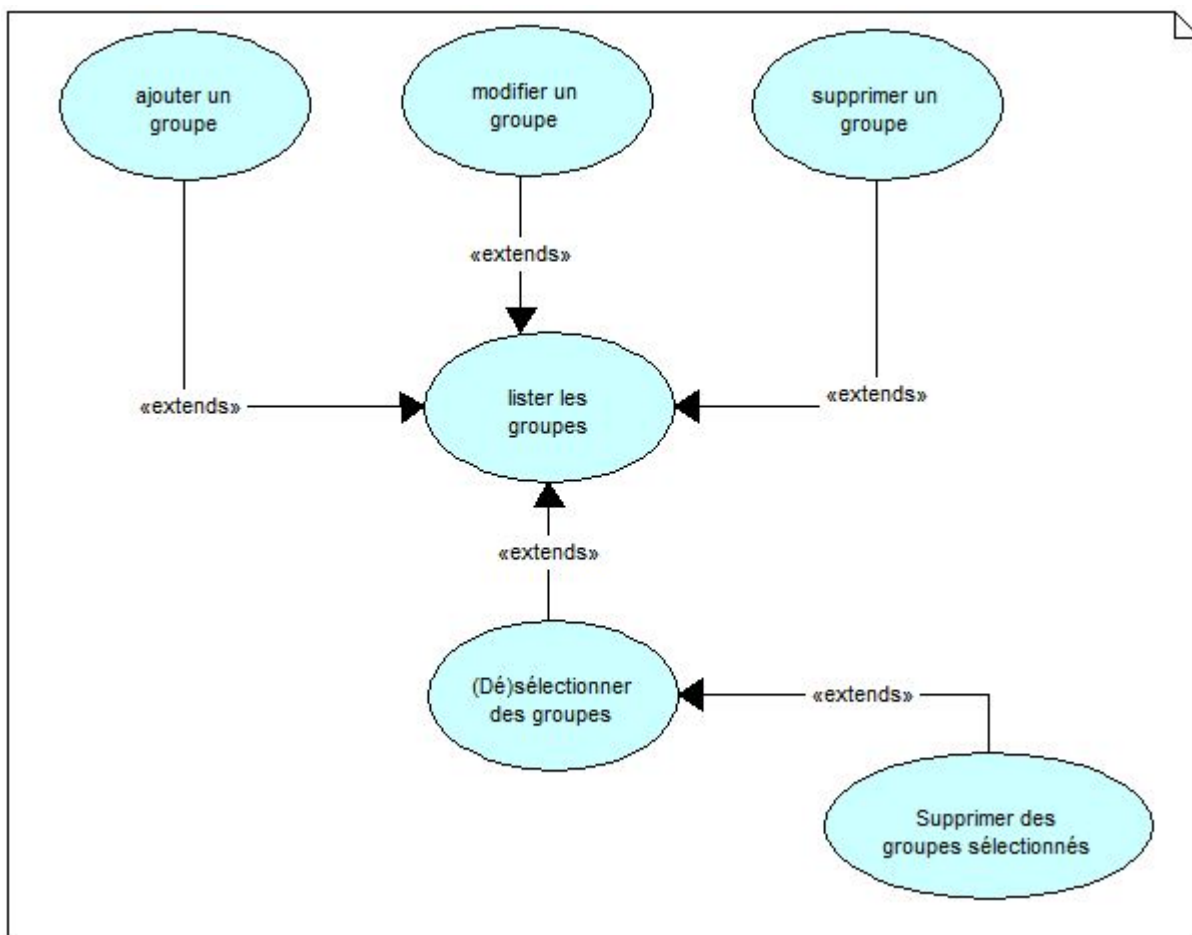 ajouter un
groupe
modifier un
groupe
supprimer un
groupe
«extends»
«extends»
«extends»
lister les
groupes
«extends»
(Dé)sélectionner
des groupes
«extends»
Supprimer des
groupes sélectionnés